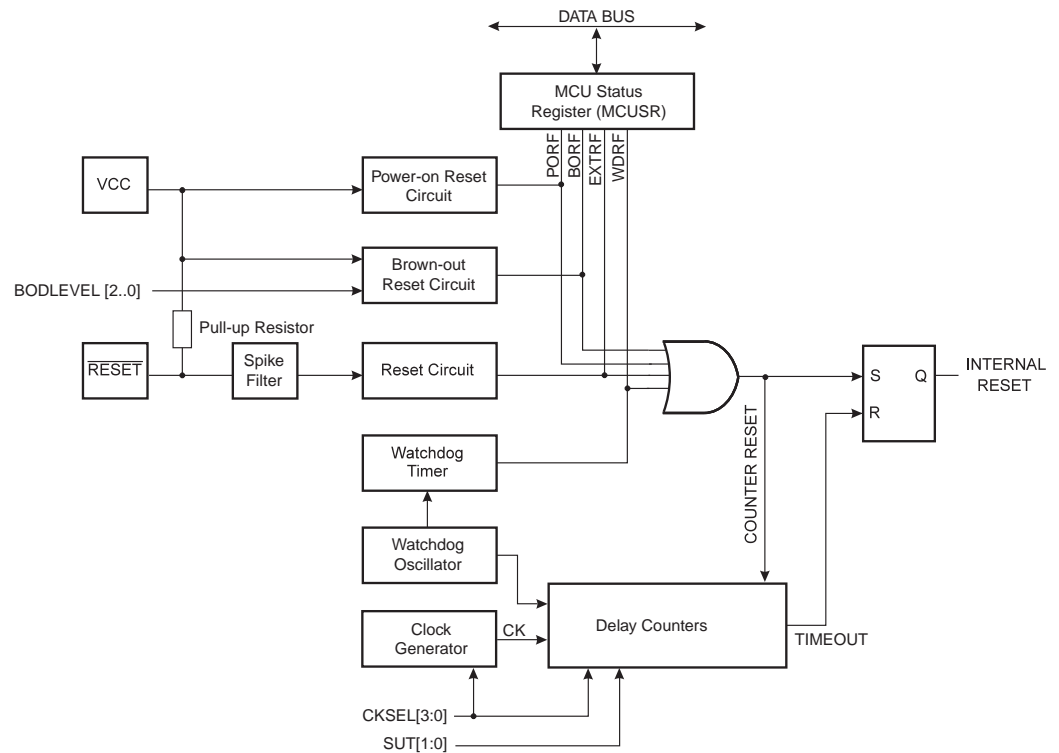 DATA BUS
MCU Status
Register (MCUSR)
PORF
BORF
EXTRF
WDRF
VCC
Power-on Reset
Circuit
Brown-out
Reset Circuit
BODLEVEL [2..0]
Pull-up Resistor
RESET
Spike
Filter
Reset Circuit
S
Q
R
INTERNAL
RESET
COUNTER RESET
Watchdog
Timer
Watchdog
Oscillator
Clock
Generator
CK
Delay Counters
TIMEOUT
CKSEL[3:0]
SUT[1:0]